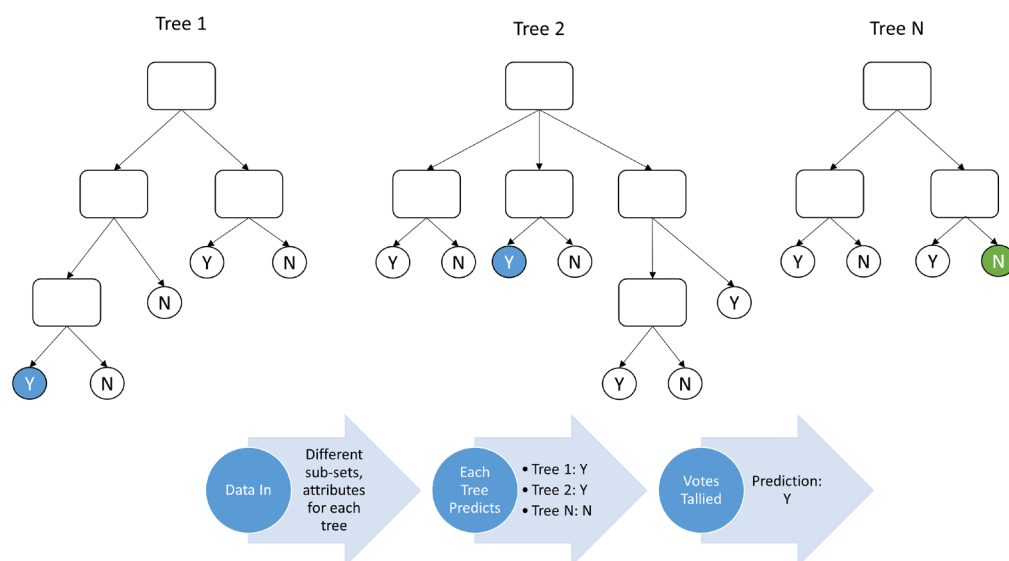 Tree 1
Tree 2
Tree N
Y
N
Y
N
N
Y
N
Y
N
Y
N
Y
Y
N
Y
N
Y
N
Data In
Different
sub-sets,
attributes
for each
tree
Each
Tree
Predicts
• Tree 1: Y
• Tree 2: Y
• Tree N: N
Votes
Tallied
Prediction:
Y